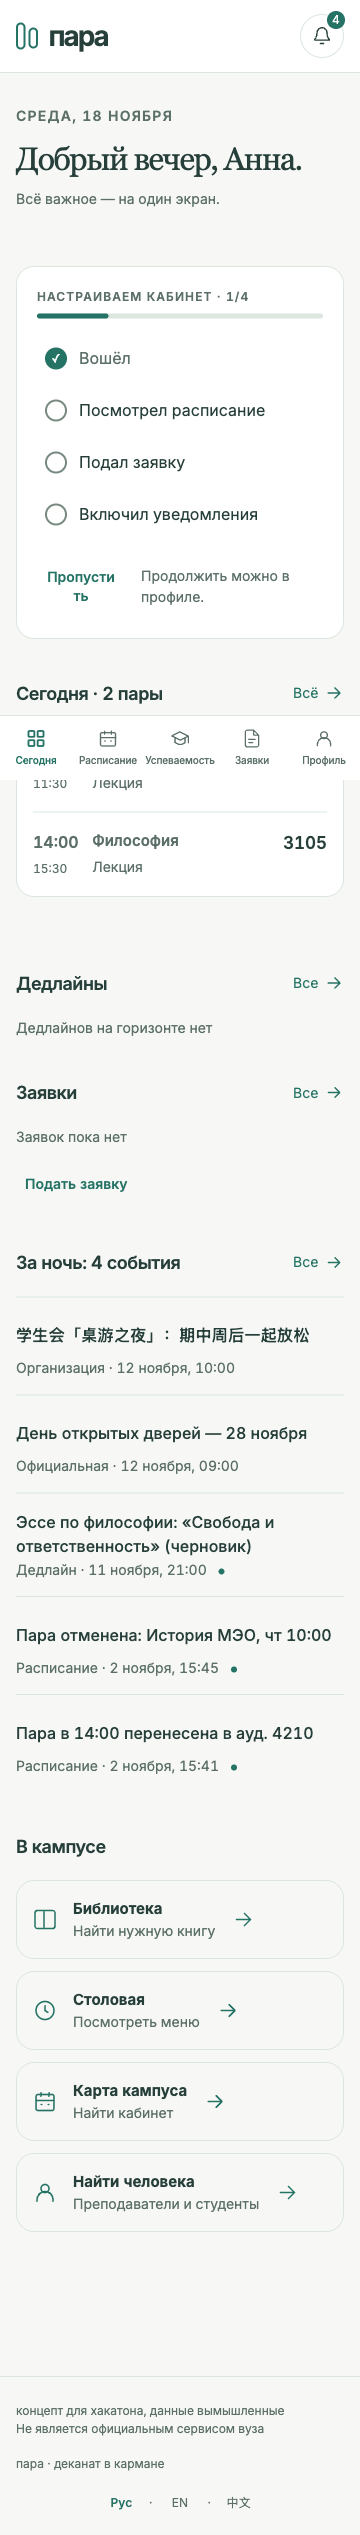 пара
4
СРЕДА, 18 НОЯБРЯ
Добрый вечер, Анна.
Всё важное — на один экран.
НАСТРАИВАЕМ КАБИНЕТ · 1/4
Вошёл
Посмотрел расписание
Подал заявку
Включил уведомления
Пропусти
ть
Продолжить можно в
профиле.
Сегодня · 2 пары
Всё →
Сегодня
Расписание
Успеваемость
Заявки
Профиль
11:30 Лекция
14:00 Философия 3105
15:30 Лекция
Дедлайны
Все →
Дедлайнов на горизонте нет
Заявки
Все →
Заявок пока нет
Подать заявку
За ночь: 4 события
Все →
学生会「桌游之夜」：期中周后一起放松
Организация · 12 ноября, 10:00
День открытых дверей — 28 ноября
Официальная · 12 ноября, 09:00
Эссе по философии: «Свобода и
ответственность» (черновик)
Дедлайн · 11 ноября, 21:00
Пара отменена: История МЭО, чт 10:00
Расписание · 2 ноября, 15:45
Пара в 14:00 перенесена в ауд. 4210
Расписание · 2 ноября, 15:41
В кампусе
Библиотека
Найти нужную книгу
Столовая
Посмотреть меню
Карта кампуса
Найти кабинет
Найти человека
Преподаватели и студенты
концепт для хакатона, данные вымышленные
Не является официальным сервисом вуза
пара · деканат в кармане
Рус · EN · 中文